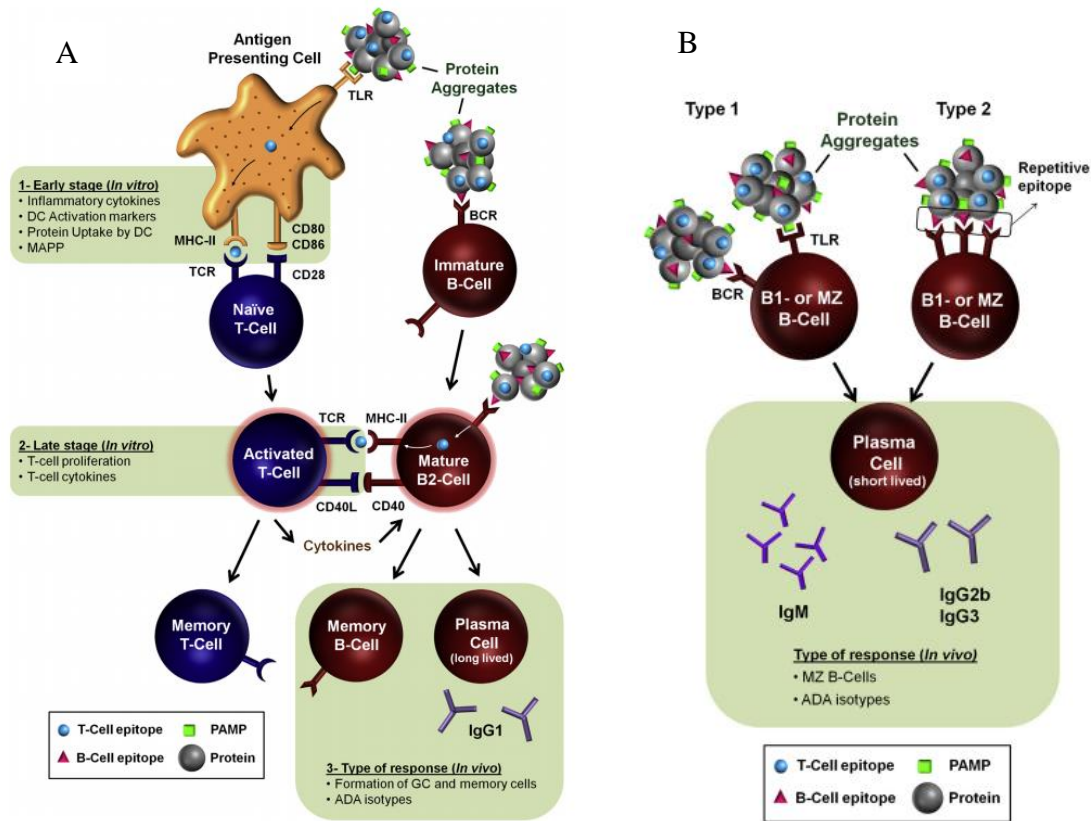 A
Antigen
Presenting Cell
TLR
Protein
Aggregates
1- Early stage (In vitro)
• Inflammatory cytokines
• DC Activation markers
• Protein Uptake by DC
• MAPP
MHC-II
CD80
CD86
TCR
CD28
BCR
Naïve
T-Cell
Immature
B-Cell
2- Late stage (In vitro)
• T-cell proliferation
• T-cell cytokines
TCR
MHC-II
Activated
T-Cell
Mature
B2-Cell
CD40L
CD40
Cytokines
Memory
T-Cell
Memory
B-Cell
Plasma
Cell
(long lived)
IgG1
3- Type of response (In vivo)
• Formation of GC and memory cells
• ADA isotypes
T-Cell epitope
PAMP
B-Cell epitope
Protein
B
Type 1
Protein
Aggregates
Type 2
Repetitive
epitope
TLR
BCR
B1- or MZ
B-Cell
B1- or MZ
B-Cell
Plasma
Cell
(short lived)
IgM
IgG2b
IgG3
Type of response (In vivo)
• MZ B-Cells
• ADA isotypes
T-Cell epitope
PAMP
B-Cell epitope
Protein